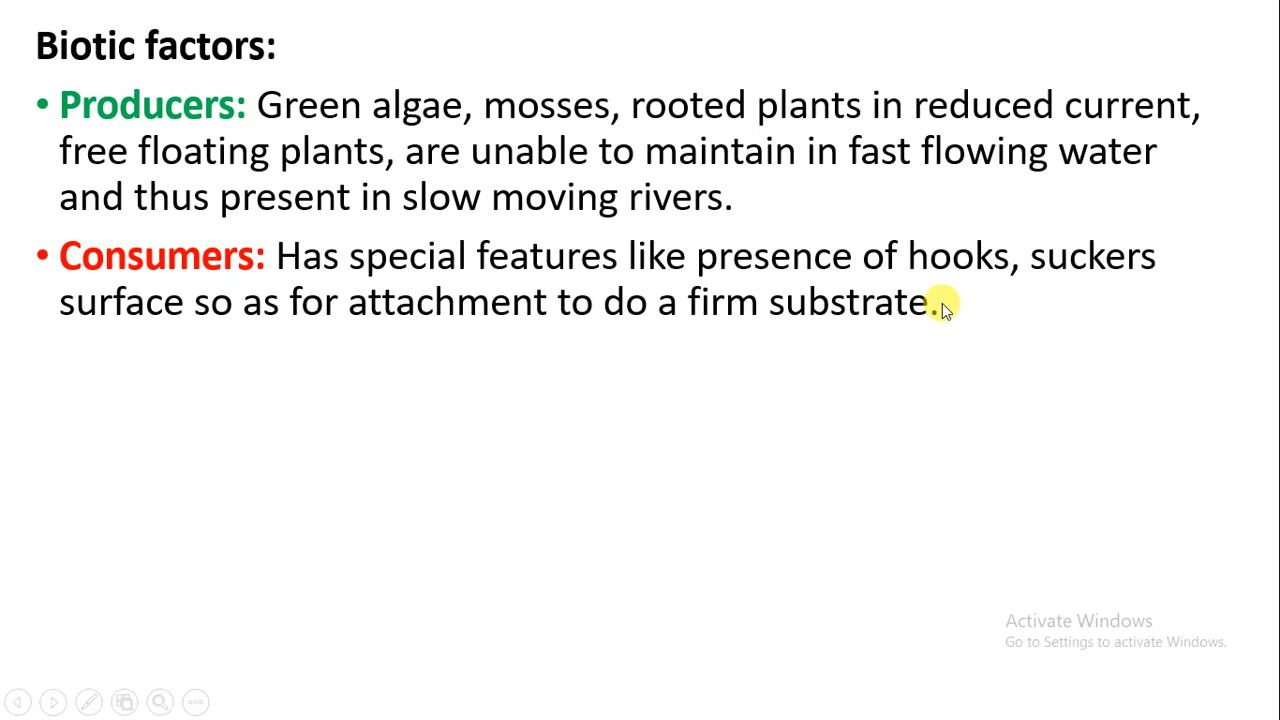 Biotic factors:
• Producers: Green algae, mosses, rooted plants in reduced current,
free floating plants, are unable to maintain in fast flowing water
and thus present in slow moving rivers.
• Consumers: Has special features like presence of hooks, suckers
surface so as for attachment to do a firm substrate.
Activate Windows
Go to Settings to activate Windows.